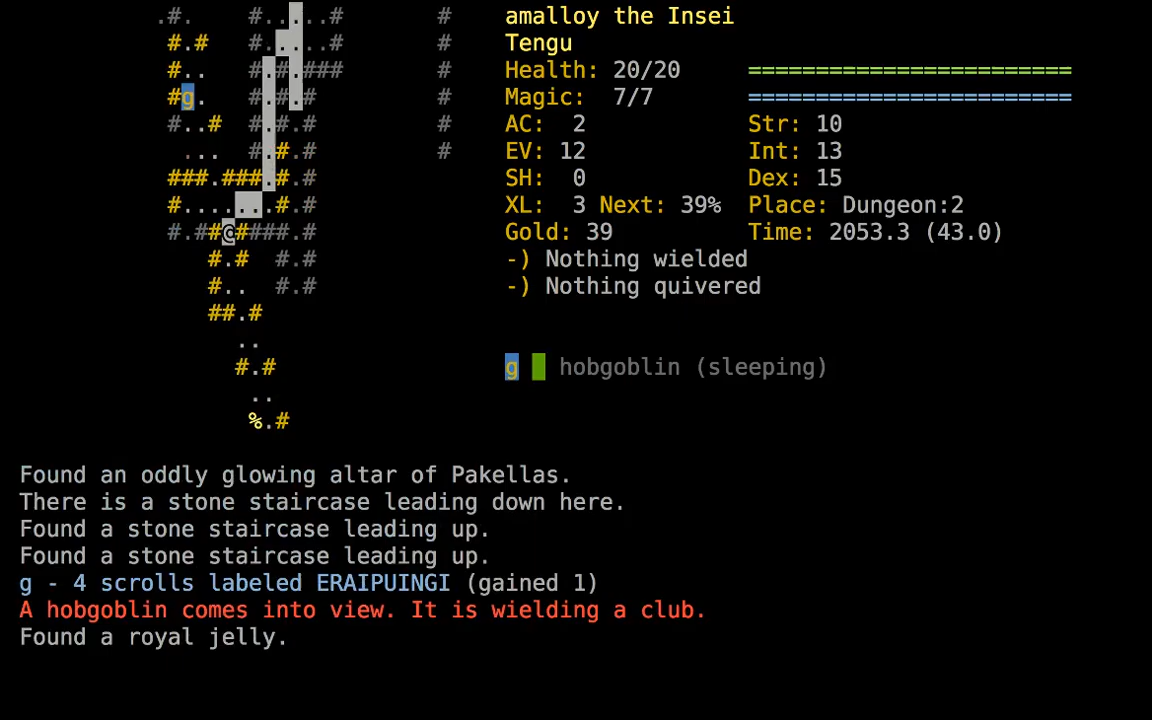 .#.   #..…..#       #     amalloy the Insei
#.#   #....#       #     Tengu
#..   #.#.###       #     Health: 20/20     ========================
#g.   #.#.#         #     Magic:  7/7       ========================
#..#  #.#.#         #     AC:  2            Str: 10
...  #.#.#         #     EV: 12            Int: 13
###.###.#.#               SH:  0            Dex: 15
#......#.#                XL:  3 Next: 39%  Place: Dungeon:2
#.##@####.#               Gold: 39          Time: 2053.3 (43.0)
#.#  #.#                  -) Nothing wielded
#..  #.#                  -) Nothing quivered
##.#
..
#.#                       g hobgoblin (sleeping)
..
%.#
Found an oddly glowing altar of Pakellas.
There is a stone staircase leading down here.
Found a stone staircase leading up.
Found a stone staircase leading up.
g - 4 scrolls labeled ERAIPUINGI (gained 1)
A hobgoblin comes into view. It is wielding a club.
Found a royal jelly.